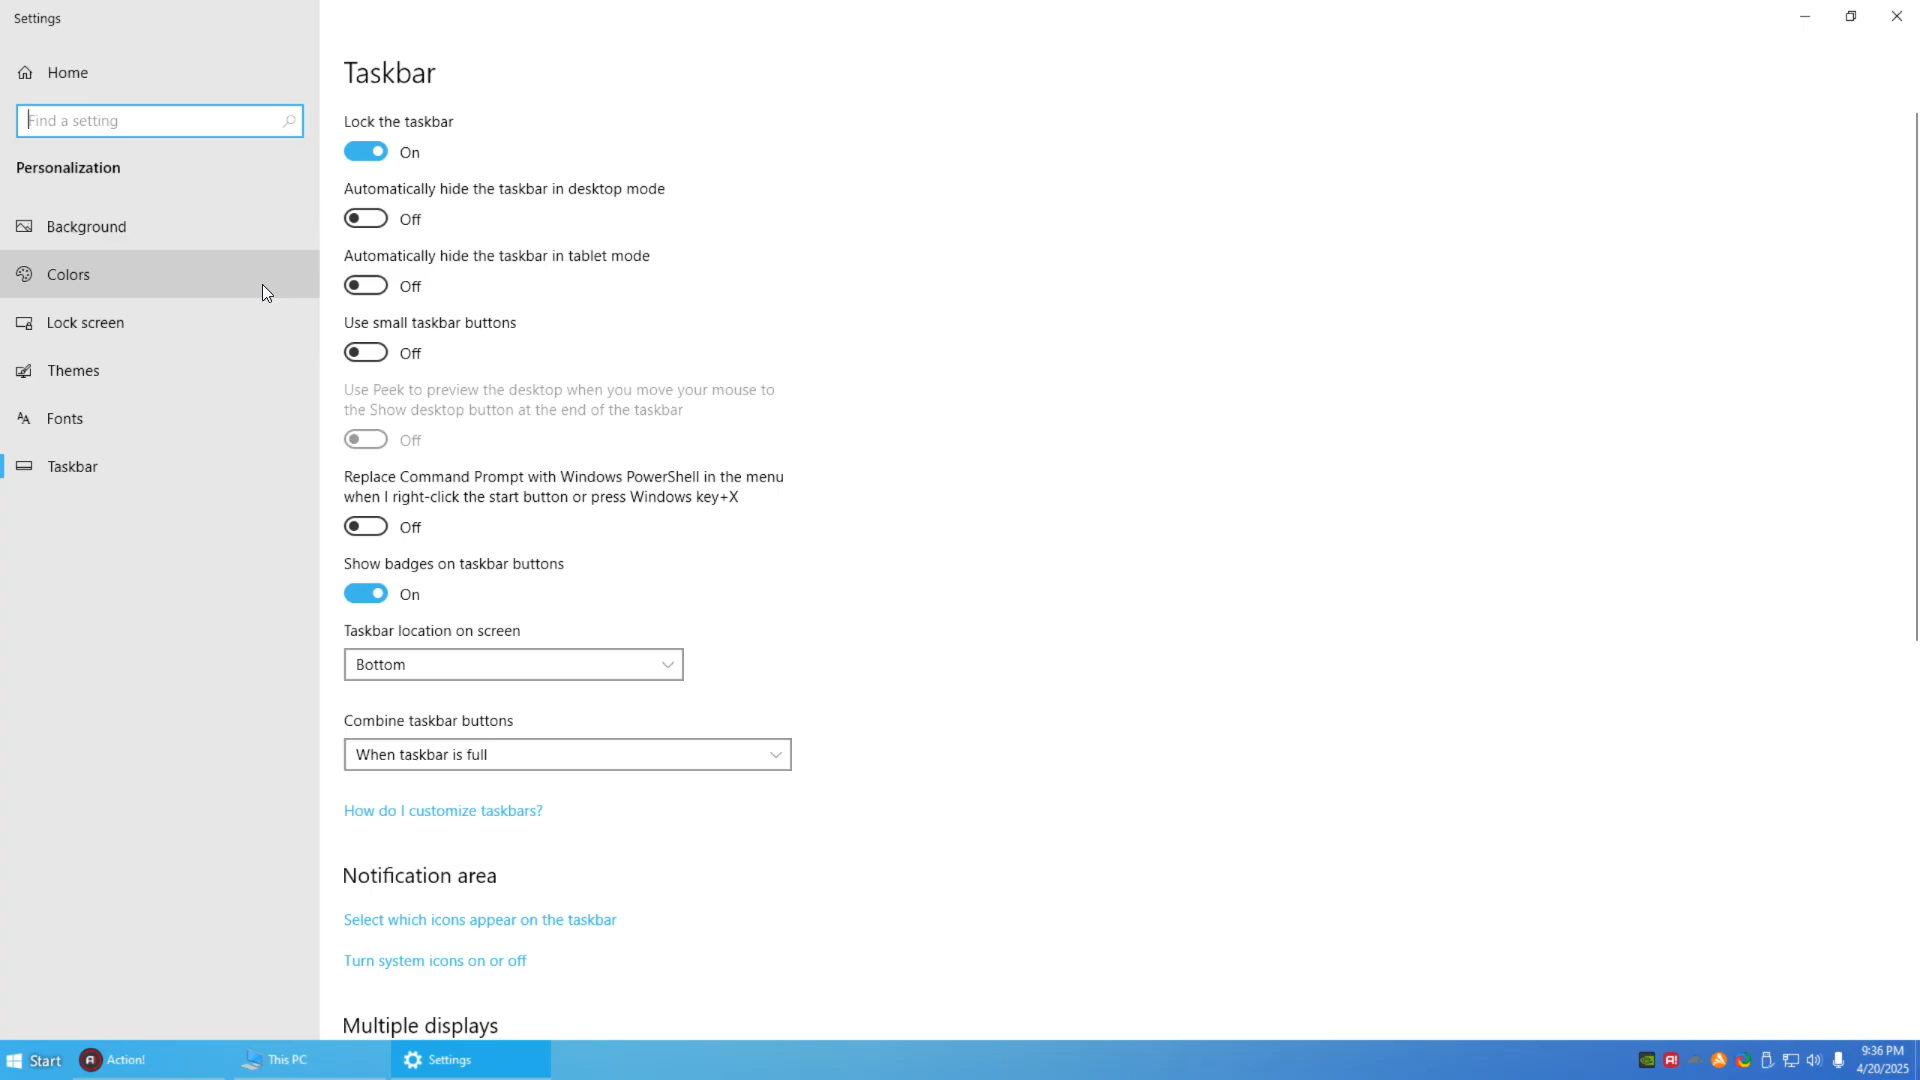 Settings
Home
Find a setting
Personalization
Background
Colors
Lock screen
Themes
Fonts
Taskbar
Taskbar
Lock the taskbar
On
Automatically hide the taskbar in desktop mode
Off
Automatically hide the taskbar in tablet mode
Off
Use small taskbar buttons
Off
Use Peek to preview the desktop when you move your mouse to
the Show desktop button at the end of the taskbar
Off
Replace Command Prompt with Windows PowerShell in the menu
when I right-click the start button or press Windows key+X
Off
Show badges on taskbar buttons
On
Taskbar location on screen
Bottom
Combine taskbar buttons
When taskbar is full
How do I customize taskbars?
Notification area
Select which icons appear on the taskbar
Turn system icons on or off
Multiple displays
Start
Action!
This PC
Settings
9:36 PM
4/20/2025